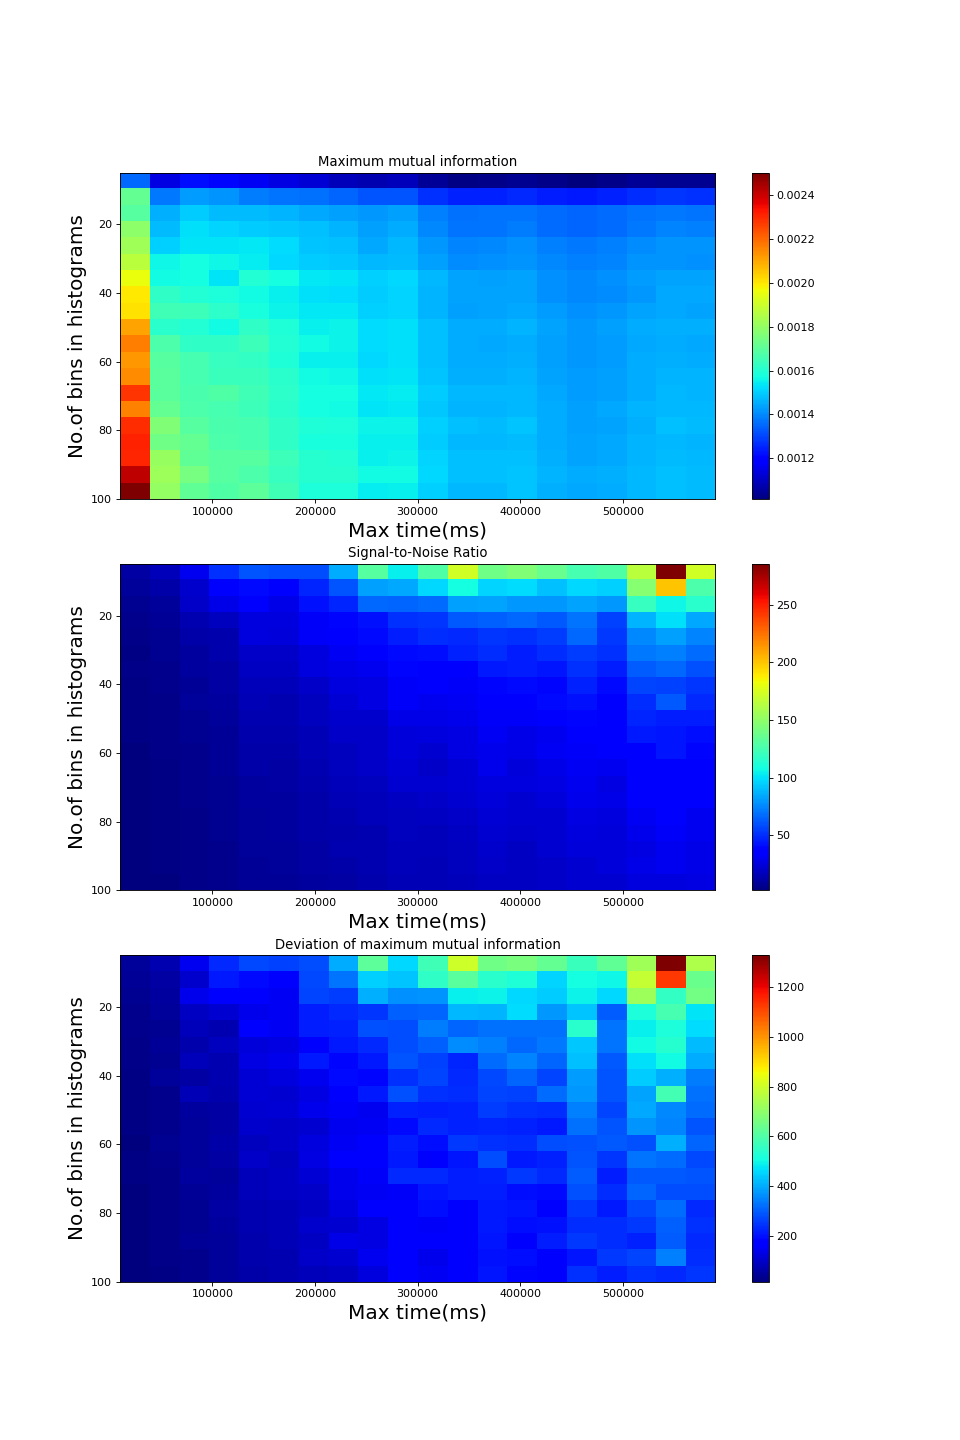 Maximum mutual information
No.of bins in histograms
20
40
60
80
100
100000 200000 300000 400000 500000
Max time(ms)
0.0024
0.0022
0.0020
0.0018
0.0016
0.0014
0.0012
Signal-to-Noise Ratio
No.of bins in histograms
20
40
60
80
100
100000 200000 300000 400000 500000
Max time(ms)
250
200
150
100
50
Deviation of maximum mutual information
No.of bins in histograms
20
40
60
80
100
100000 200000 300000 400000 500000
Max time(ms)
1200
1000
800
600
400
200